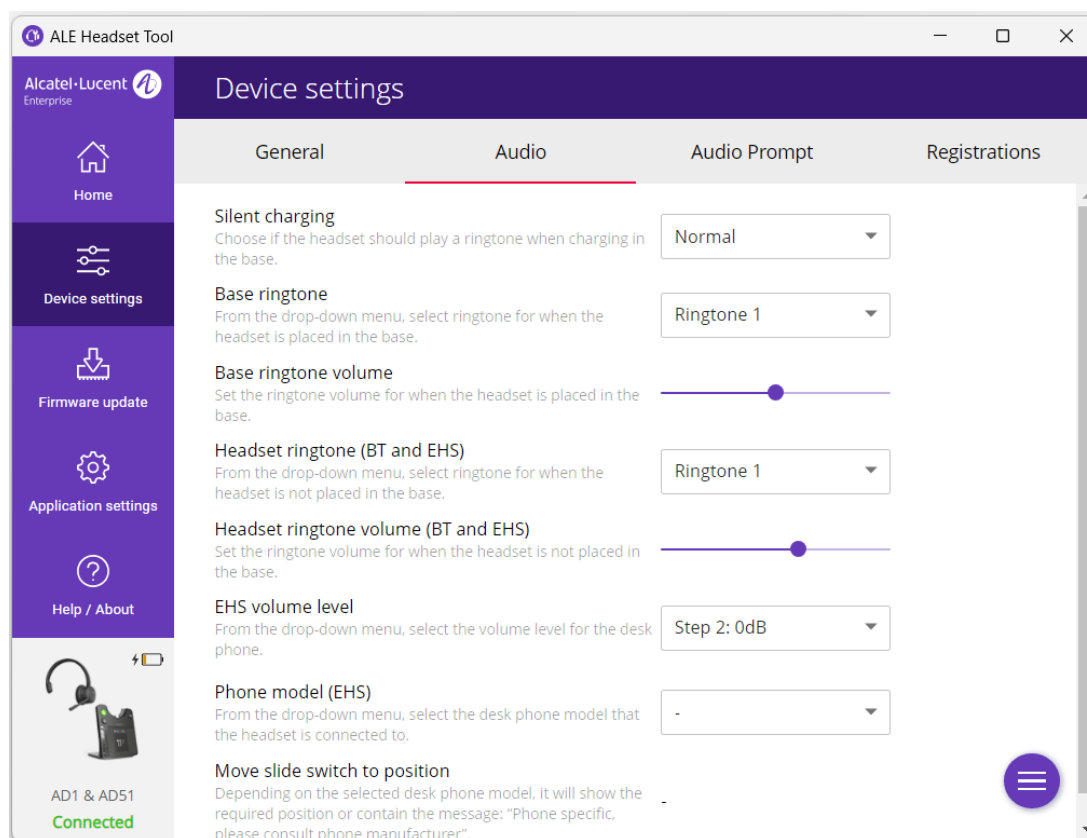 ALE Headset Tool
Alcatel·Lucent
Enterprise
Device settings
General
Audio
Audio Prompt
Registrations
Home
Device settings
Firmware update
Application settings
Help / About
AD1 & AD51
Connected
Silent charging
Choose if the headset should play a ringtone when charging in
the base.
Normal
Base ringtone
From the drop-down menu, select ringtone for when the
headset is placed in the base.
Ringtone 1
Base ringtone volume
Set the ringtone volume for when the headset is placed in the
base.
Headset ringtone (BT and EHS)
From the drop-down menu, select ringtone for when the
headset is not placed in the base.
Ringtone 1
Headset ringtone volume (BT and EHS)
Set the ringtone volume for when the headset is not placed in
the base.
EHS volume level
From the drop-down menu, select the volume level for the desk
phone.
Step 2: 0dB
Phone model (EHS)
From the drop-down menu, select the desk phone model that
the headset is connected to.
-
Move slide switch to position
Depending on the selected desk phone model, it will show the
required position or contain the message: “Phone specific,
please consult phone manufacturer”
-